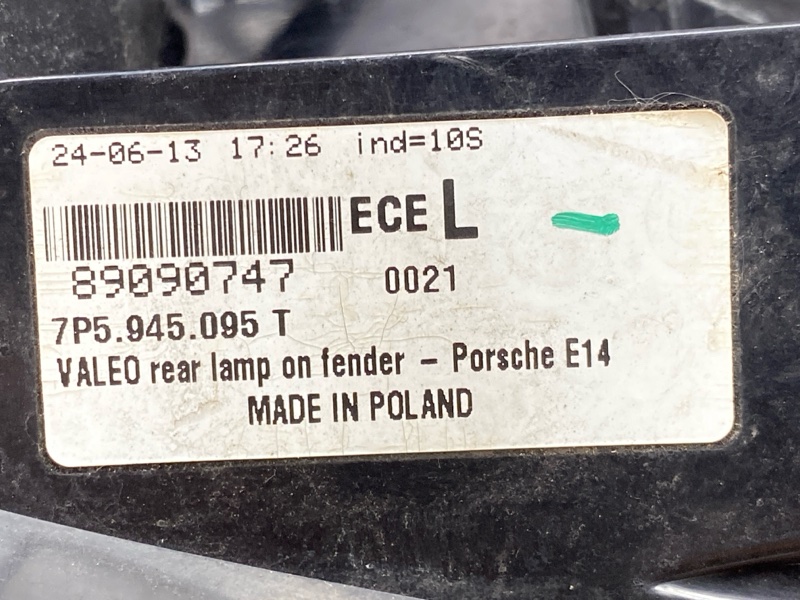 24-06-13 17:26 ind=10S
ECE L
89090747 0021
7P5.945.095 T
VALEO rear lamp on fender – Porsche E14
MADE IN POLAND